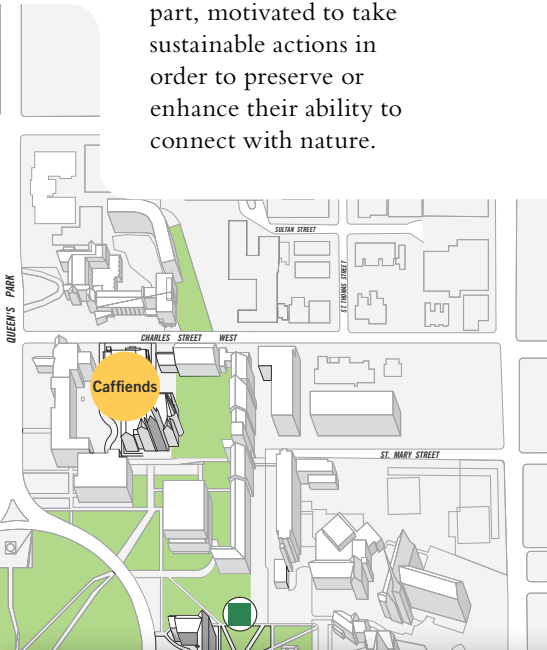 part, motivated to take
sustainable actions in
order to preserve or
enhance their ability to
connect with nature.
SULTAN STREET
ST. THOMAS STREET
QUEEN'S PARK
CHARLES STREET WEST
Caffiends
ST. MARY STREET